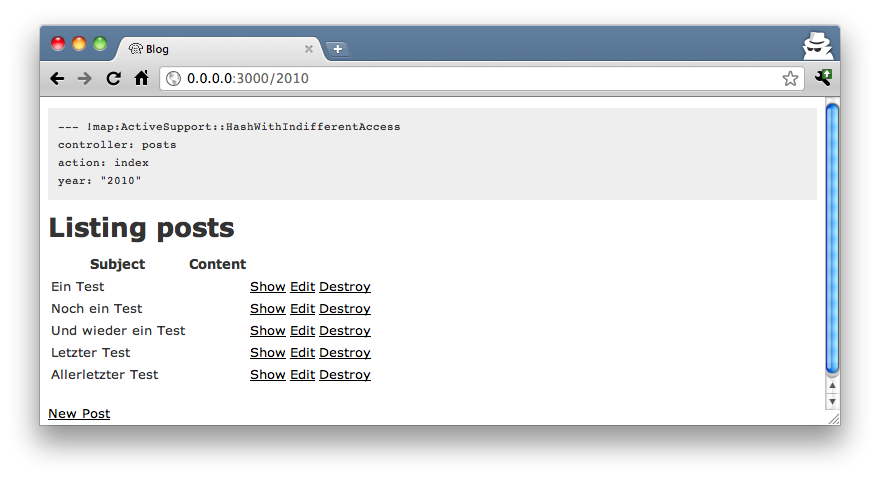 Blog
0.0.0.0:3000/2010
--- !map:ActiveSupport::HashWithIndifferentAccess
controller: posts
action: index
year: "2010"
Listing posts
Subject Content
Ein Test Show Edit Destroy
Noch ein Test Show Edit Destroy
Und wieder ein Test Show Edit Destroy
Letzter Test Show Edit Destroy
Allerletzter Test Show Edit Destroy
New Post